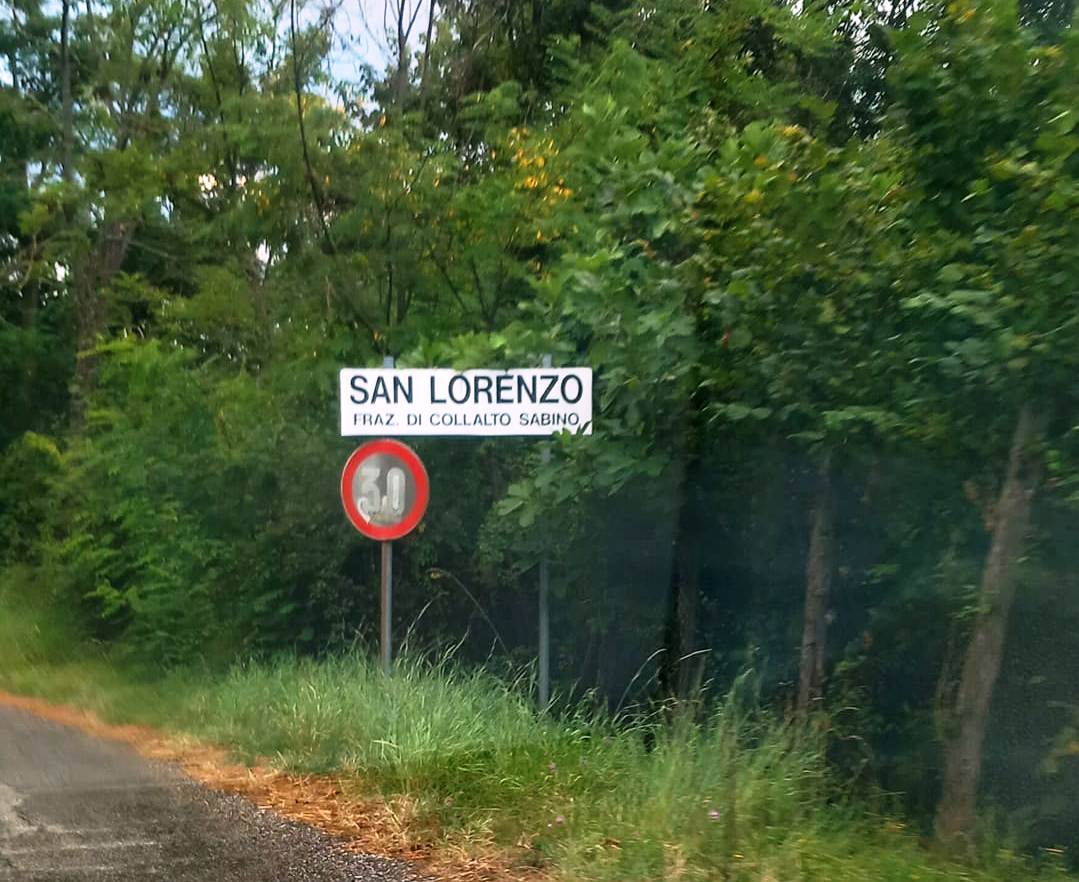 SAN LORENZO
FRAZ. DI COLLALTO SABINO
30